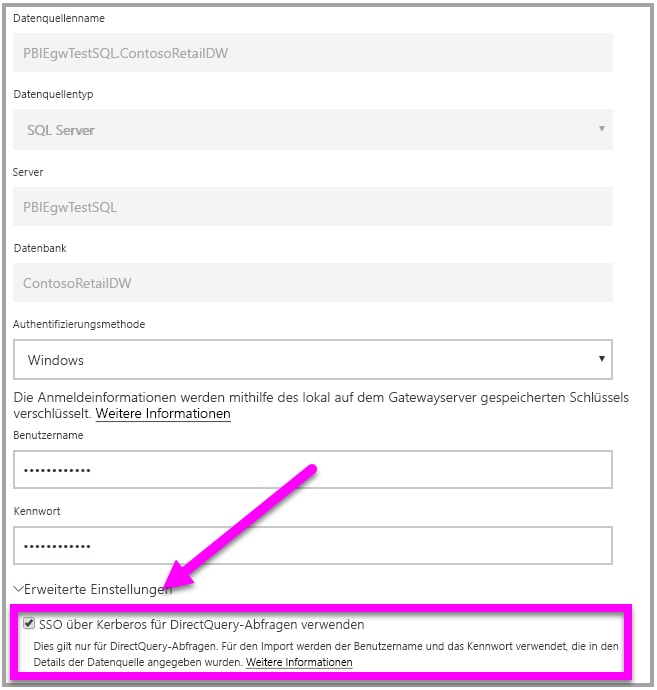 Datenquellenname
PBIEgwTestSQL.ContosoRetailDW
Datenquellentyp
SQL Server
Server
PBIEgwTestSQL
Datenbank
ContosoRetailDW
Authentifizierungsmethode
Windows
Die Anmeldeinformationen werden mithilfe des lokal auf dem Gatewayserver gespeicherten Schlüssels
verschlüsselt. Weitere Informationen
Benutzername
••••••••••••
Kennwort
••••••••••••
Erweiterte Einstellungen
SSO über Kerberos für DirectQuery-Abfragen verwenden
Dies gilt nur für DirectQuery-Abfragen. Für den Import werden der Benutzername und das Kennwort verwendet, die in den
Details der Datenquelle angegeben wurden. Weitere Informationen